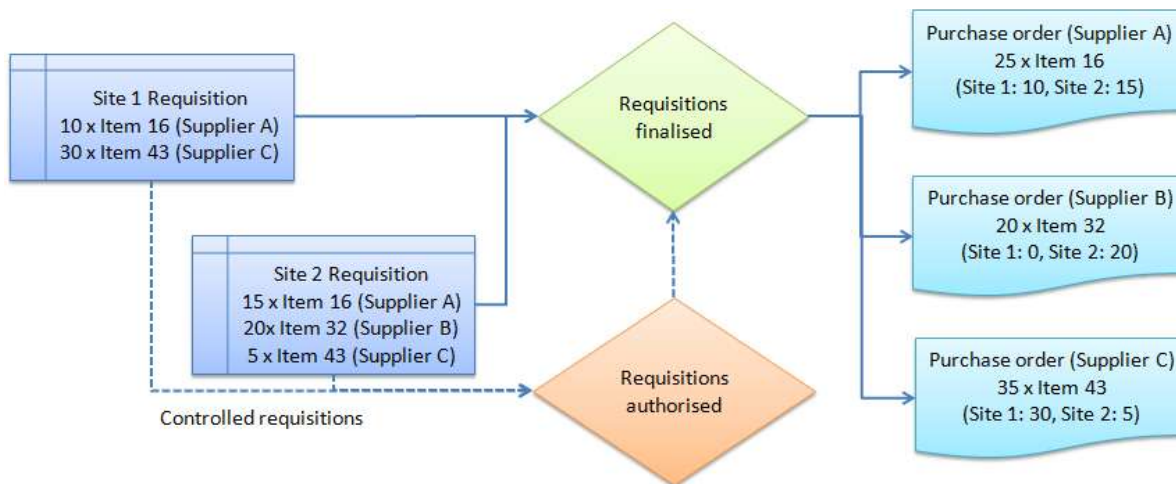 Site 1 Requisition
10 x Item 16 (Supplier A)
30 x Item 43 (Supplier C)
Site 2 Requisition
15 x Item 16 (Supplier A)
20x Item 32 (Supplier B)
5 x Item 43 (Supplier C)
Controlled requisitions
Requisitions
finalised
Requisitions
authorised
Purchase order (Supplier A)
25 x Item 16
(Site 1: 10, Site 2: 15)
Purchase order (Supplier B)
20 x Item 32
(Site 1: 0, Site 2: 20)
Purchase order (Supplier C)
35 x Item 43
(Site 1: 30, Site 2: 5)